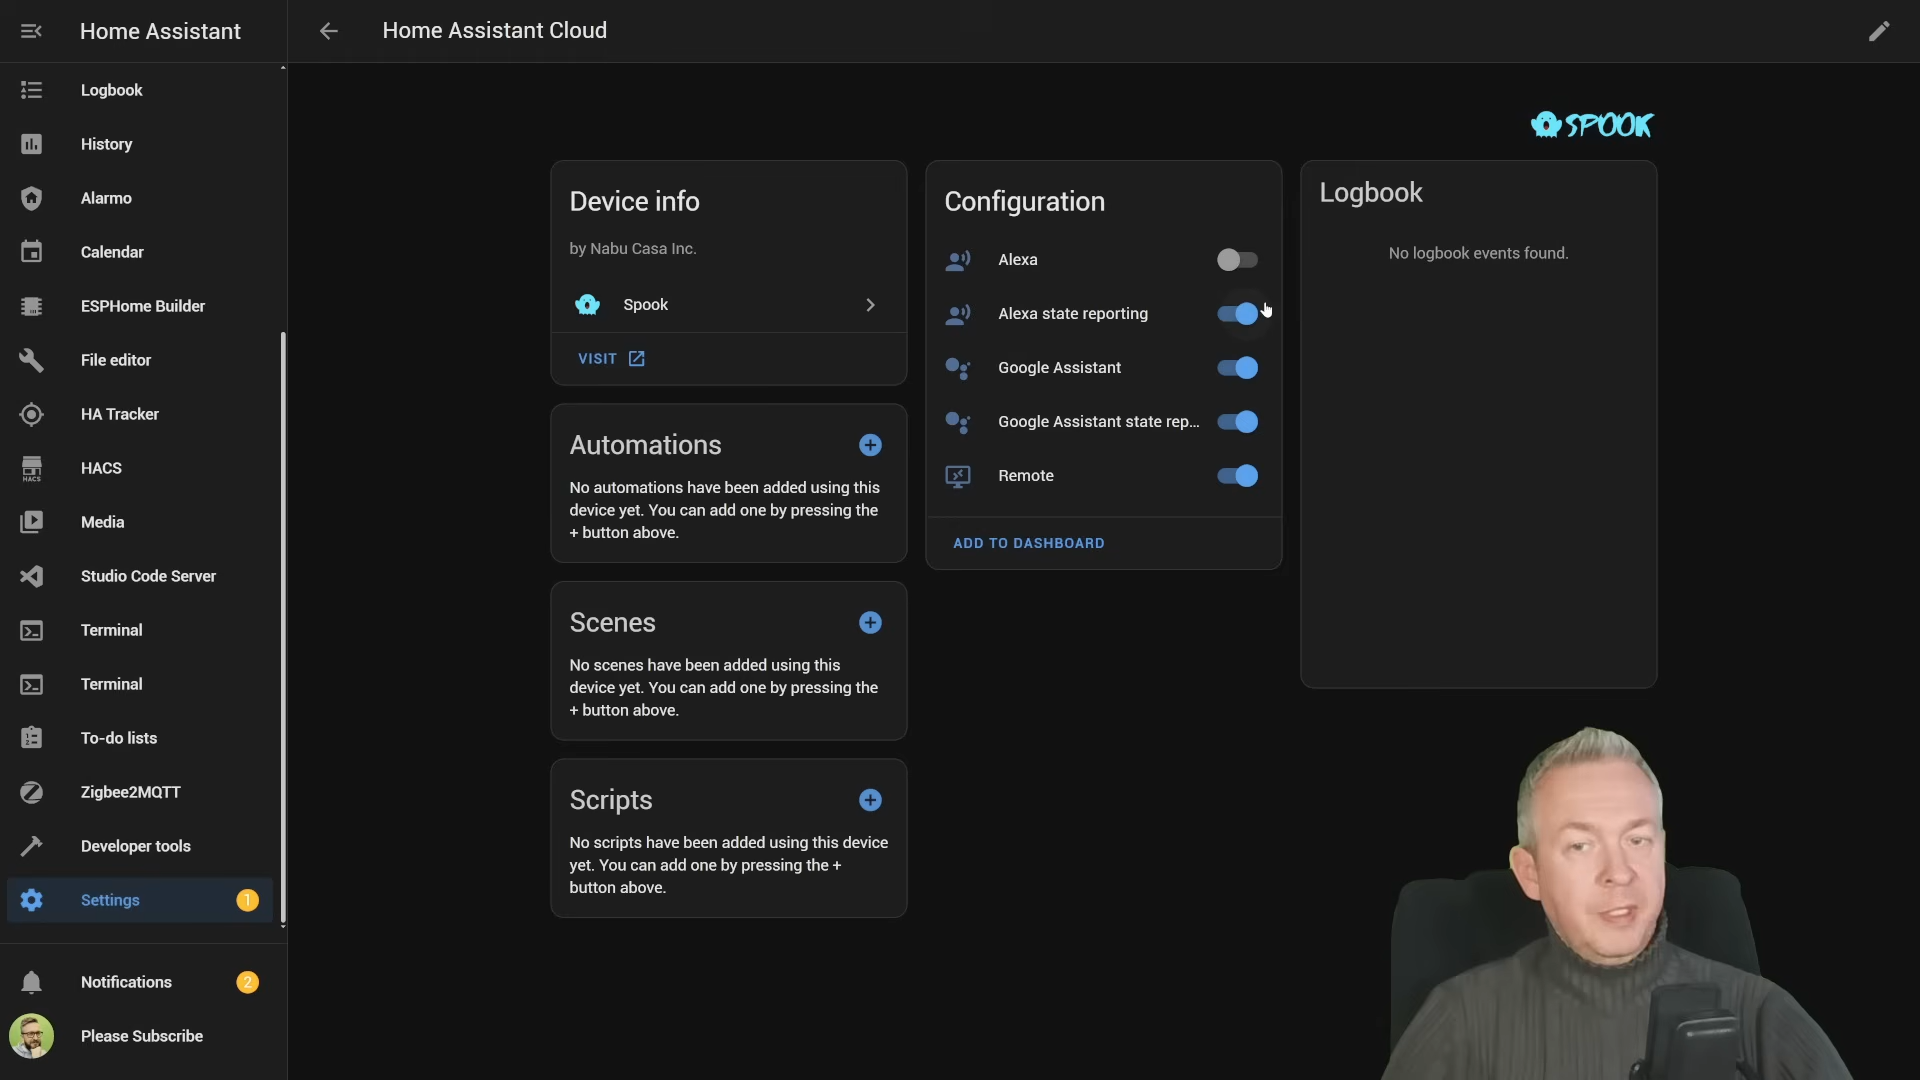 Home Assistant
Logbook
History
Alarmo
Calendar
ESPHome Builder
File editor
HA Tracker
HACS
HACS
Media
Studio Code Server
Terminal
Terminal
To-do lists
Zigbee2MQTT
Developer tools
Settings 1
Notifications 2
Please Subscribe
Home Assistant Cloud
SPOOK
Device info
by Nabu Casa Inc.
Spook
VISIT
Automations
No automations have been added using this
device yet. You can add one by pressing the
+ button above.
Scenes
No scenes have been added using this
device yet. You can add one by pressing the
+ button above.
Scripts
No scripts have been added using this device
yet. You can add one by pressing the +
button above.
Configuration
Alexa
Alexa state reporting
Google Assistant
Google Assistant state rep...
Remote
ADD TO DASHBOARD
Logbook
No logbook events found.